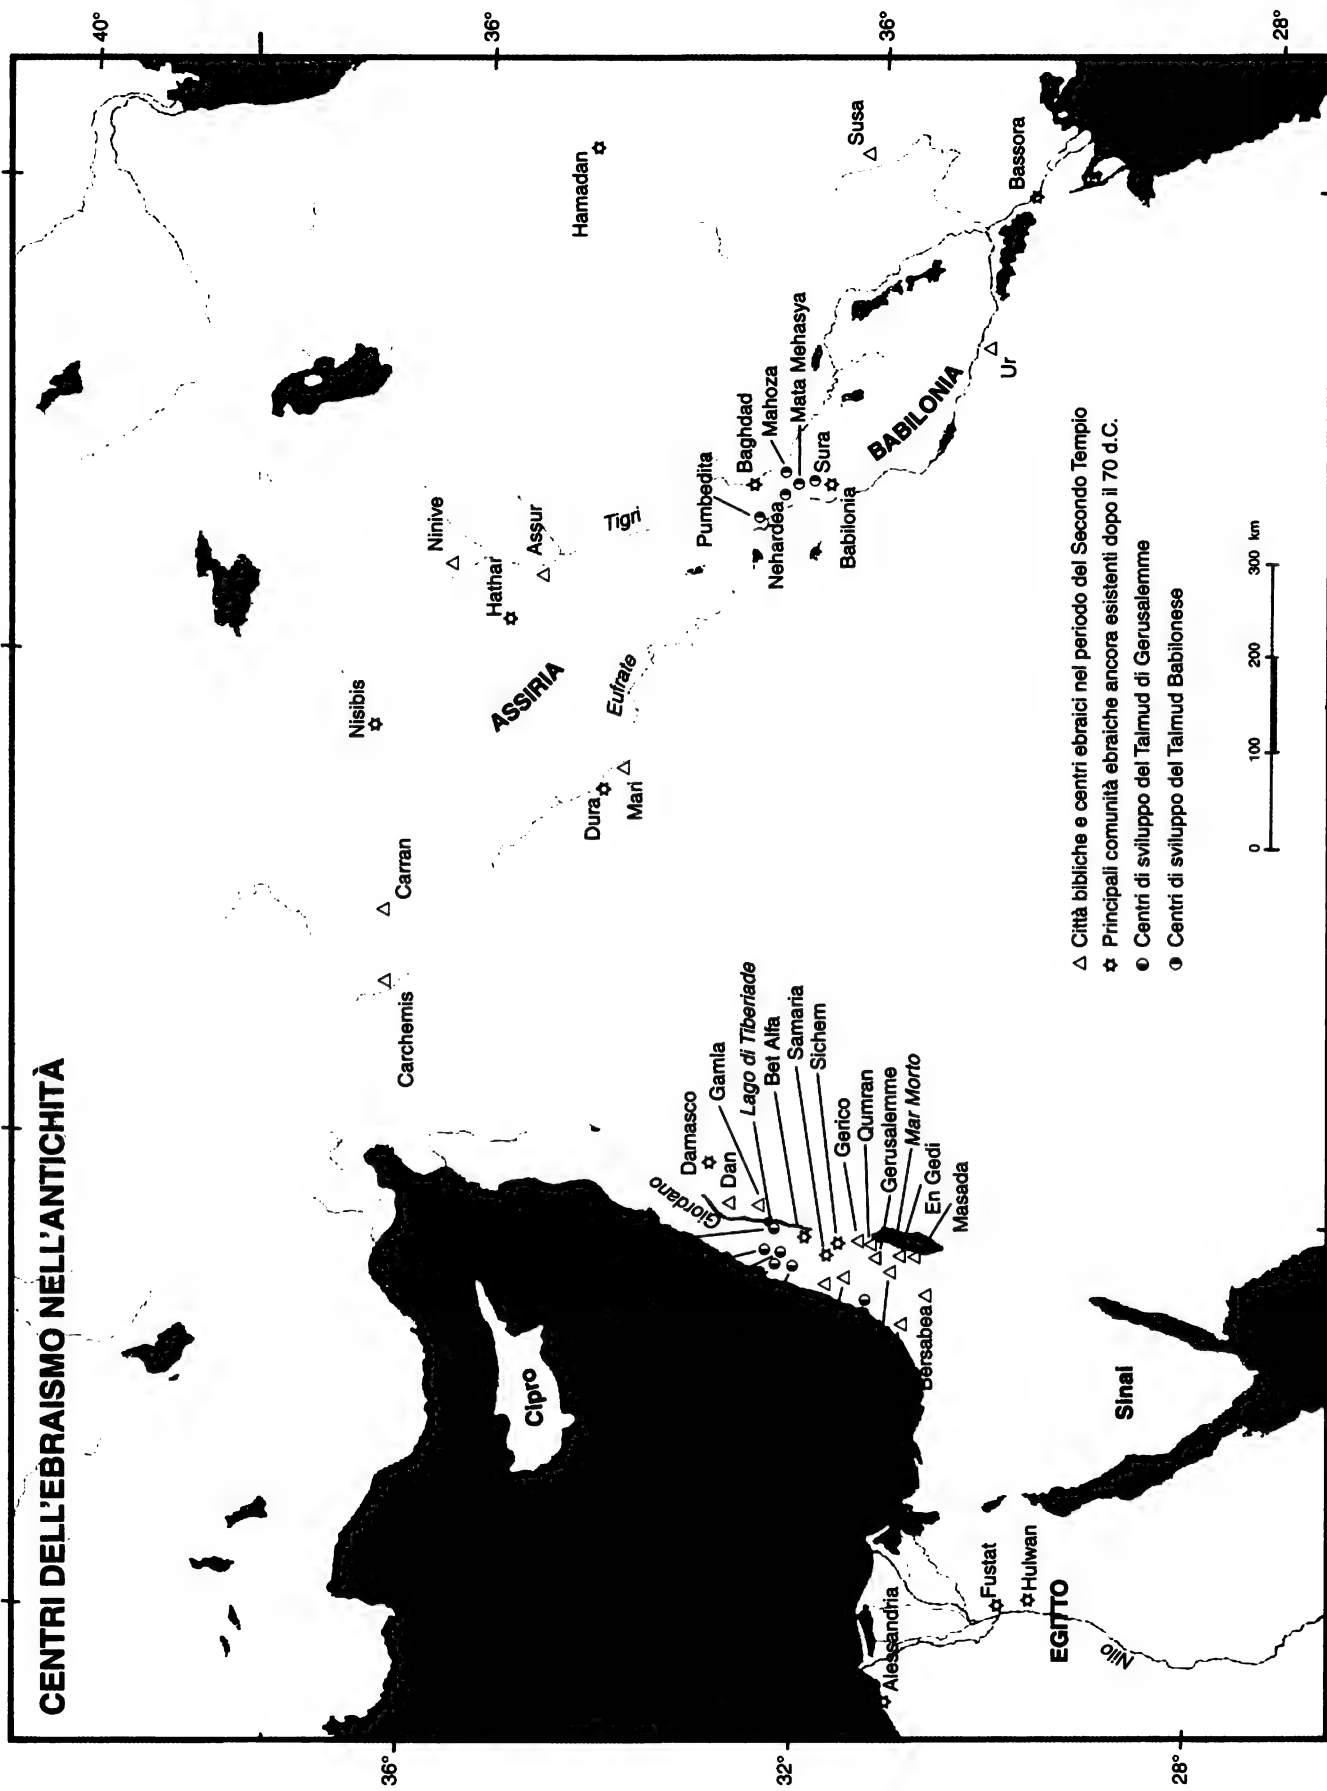 CENTRI DELL'EBRAISMO NELL'ANTICHITÀ
40°
36°
36°
28°
36°
32°
28°
Hamadan
Susa
Bassora
Ninive
Hathar
Assur
Tigri
Nisibis
ASSIRIA
Eufrate
Dura
Mari
Carran
Carchemis
Pumbedita
Baghdad
Mahoza
Mata Mehasya
Sura
Nehardea
Babilonia
BABILONIA
Ur
Damasco
Dan
Gamla
Lago di Tiberiade
Bet Alfa
Samaria
Sichem
Giordano
Gerico
Qumran
Gerusalemme
Mar Morto
En Gedi
Masada
Bersabea
Cipro
Sinai
Alessandria
Fustat
Hulwan
EGITTO
Nilo
Città bibliche e centri ebraici nel periodo del Secondo Tempio
Principali comunità ebraiche ancora esistenti dopo il 70 d.C.
Centri di sviluppo del Talmud di Gerusalemme
Centri di sviluppo del Talmud Babilonese
0 100 200 300 km